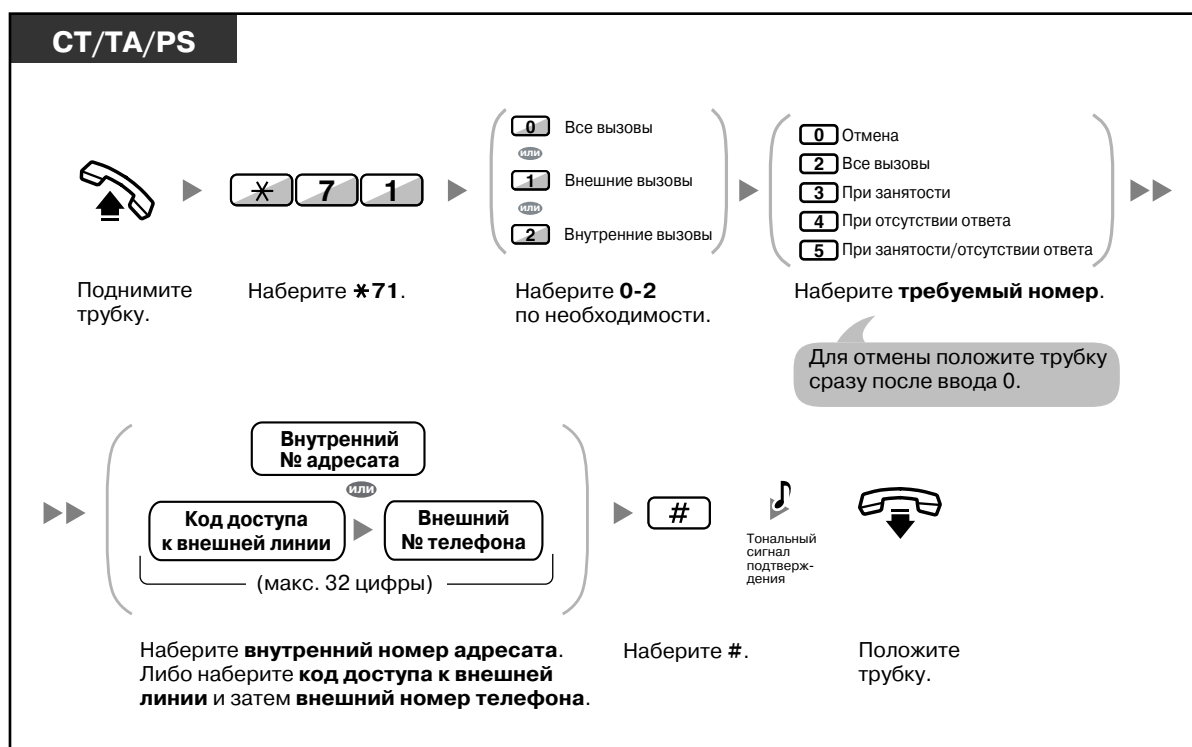 CT/TA/PS
✳ 7 1
0 Все вызовы
или
1 Внешние вызовы
или
2 Внутренние вызовы
0 Отмена
2 Все вызовы
3 При занятости
4 При отсутствии ответа
5 При занятости/отсутствии ответа
Поднимите
трубку.
Наберите ✳71.
Наберите 0-2
по необходимости.
Наберите требуемый номер.
Для отмены положите трубку
сразу после ввода 0.
Внутренний
№ адресата
или
Код доступа
к внешней линии
Внешний
№ телефона
(макс. 32 цифры)
#
Тональный
сигнал
подтверж-
дения
Наберите внутренний номер адресата.
Либо наберите код доступа к внешней
линии и затем внешний номер телефона.
Наберите #.
Положите
трубку.